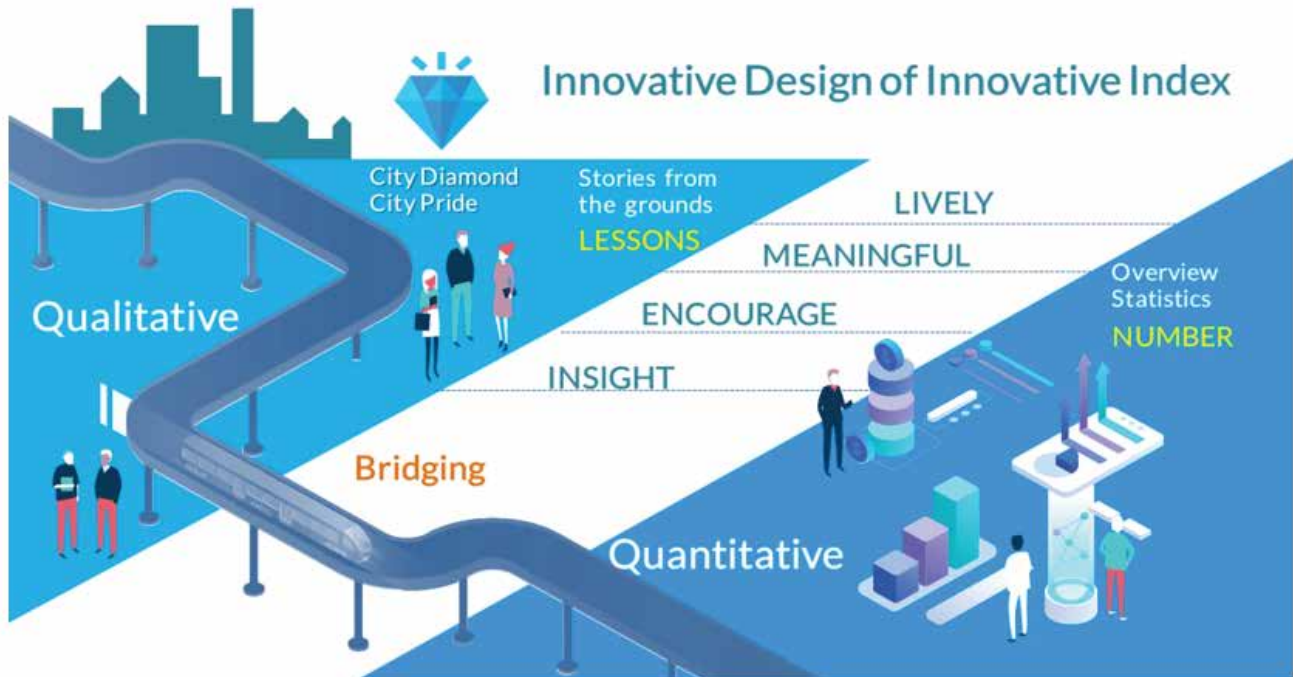 Innovative Design of Innovative Index
City Diamond
City Pride
Stories from
the grounds
LESSONS
LIVELY
MEANINGFUL
ENCOURAGE
INSIGHT
Overview
Statistics
NUMBER
Qualitative
Bridging
Quantitative